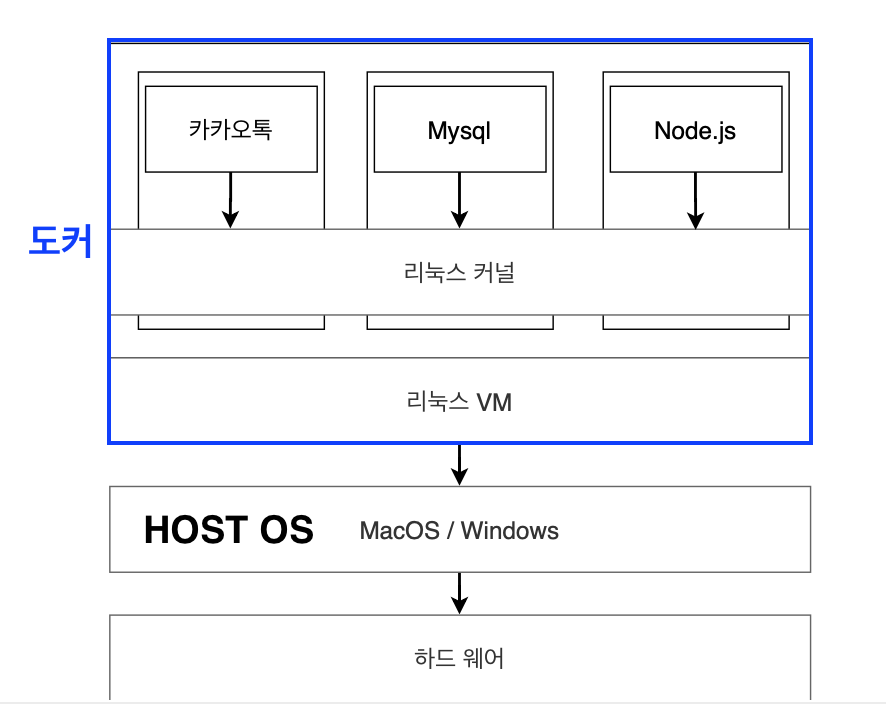 카카오톡
Mysql
Node.js
도커
리눅스 커널
리눅스 VM
HOST OS MacOS / Windows
하드 웨어